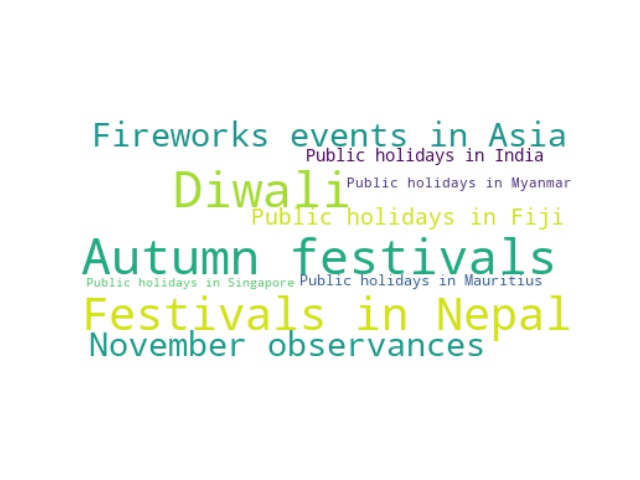 Fireworks events in Asia
Public holidays in India
Diwali
Public holidays in Myanmar
Public holidays in Fiji
Autumn festivals
Public holidays in Singapore
Public holidays in Mauritius
Festivals in Nepal
November observances